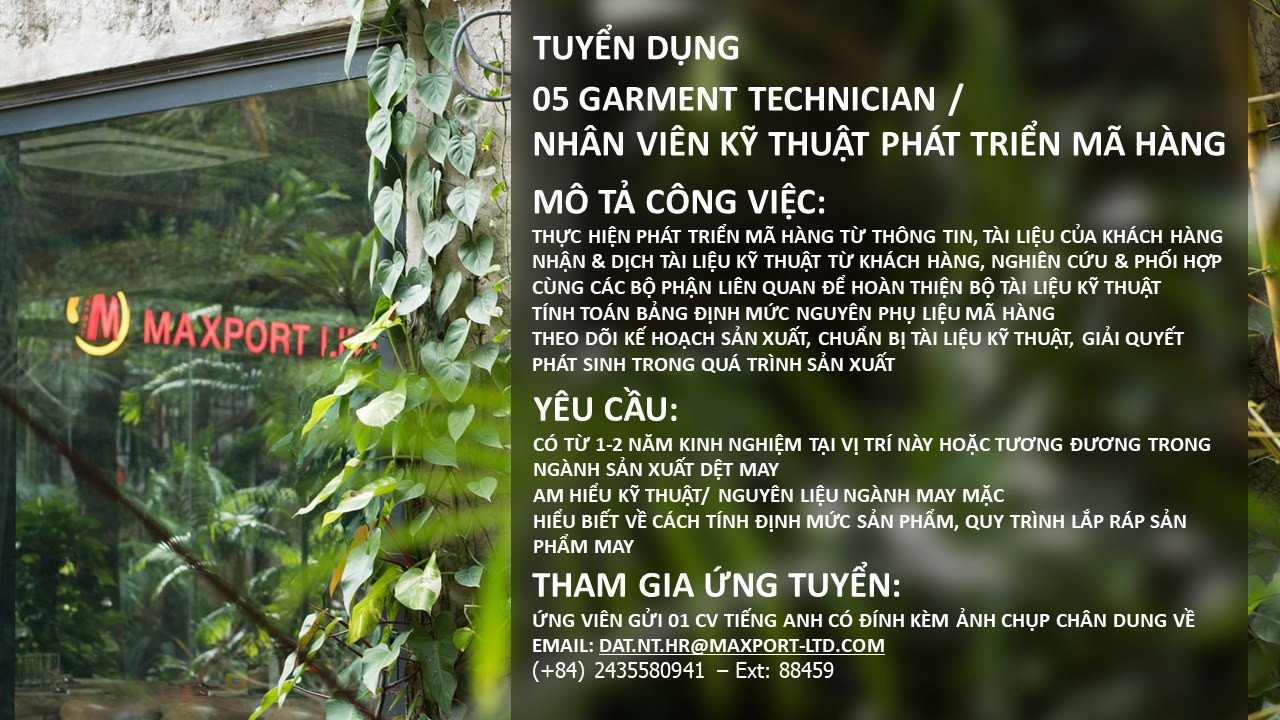 MAXPORT
TUYỂN DỤNG
05 GARMENT TECHNICIAN /
NHÂN VIÊN KỸ THUẬT PHÁT TRIỂN MÃ HÀNG
MÔ TẢ CÔNG VIỆC:
THỰC HIỆN PHÁT TRIỂN MÃ HÀNG TỪ THÔNG TIN, TÀI LIỆU CỦA KHÁCH HÀNG
NHẬN & DỊCH TÀI LIỆU KỸ THUẬT TỪ KHÁCH HÀNG, NGHIÊN CỨU & PHỐI HỢP
CÙNG CÁC BỘ PHẬN LIÊN QUAN ĐỂ HOÀN THIỆN BỘ TÀI LIỆU KỸ THUẬT
TÍNH TOÁN BẢNG ĐỊNH MỨC NGUYÊN PHỤ LIỆU MÃ HÀNG
THEO DÕI KẾ HOẠCH SẢN XUẤT, CHUẨN BỊ TÀI LIỆU KỸ THUẬT, GIẢI QUYẾT
PHÁT SINH TRONG QUÁ TRÌNH SẢN XUẤT
YÊU CẦU:
CÓ TỪ 1-2 NĂM KINH NGHIỆM TẠI VỊ TRÍ NÀY HOẶC TƯƠNG ĐƯƠNG TRONG
NGÀNH SẢN XUẤT DỆT MAY
AM HIỂU KỸ THUẬT/ NGUYÊN LIỆU NGÀNH MAY MẶC
HIỂU BIẾT VỀ CÁCH TÍNH ĐỊNH MỨC SẢN PHẨM, QUY TRÌNH LẮP RÁP SẢN
PHẨM MAY
THAM GIA ỨNG TUYỂN:
ỨNG VIÊN GỬI 01 CV TIẾNG ANH CÓ ĐÍNH KÈM ẢNH CHỤP CHÂN DUNG VỀ
EMAIL: DAT.NT.HR@MAXPORT-LTD.COM
(+84) 2435580941 – Ext: 88459